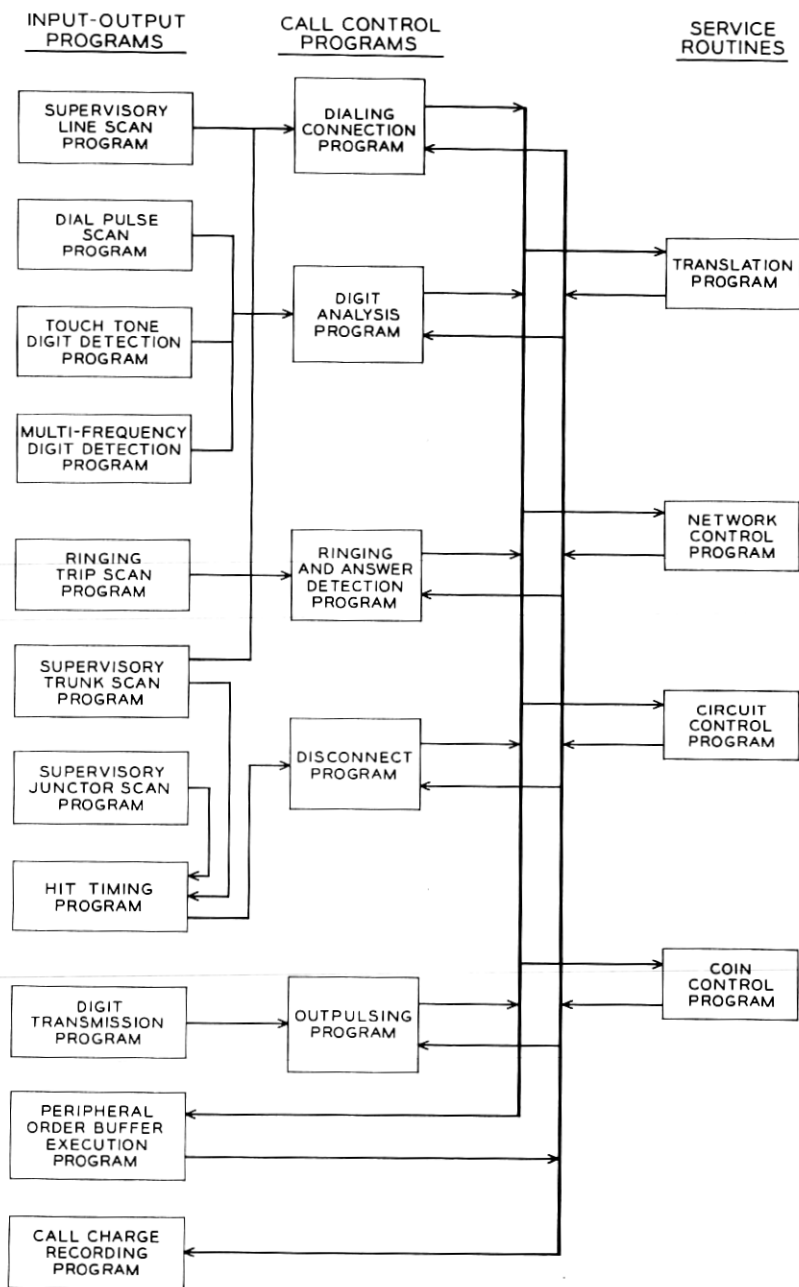 INPUT-OUTPUT
PROGRAMS
CALL CONTROL
PROGRAMS
SERVICE
ROUTINES
SUPERVISORY
LINE SCAN
PROGRAM
DIAL PULSE
SCAN
PROGRAM
TOUCH TONE
DIGIT DETECTION
PROGRAM
MULTI-FREQUENCY
DIGIT DETECTION
PROGRAM
RINGING
TRIP SCAN
PROGRAM
SUPERVISORY
TRUNK SCAN
PROGRAM
SUPERVISORY
JUNCTOR SCAN
PROGRAM
HIT TIMING
PROGRAM
DIGIT
TRANSMISSION
PROGRAM
PERIPHERAL
ORDER BUFFER
EXECUTION
PROGRAM
CALL CHARGE
RECORDING
PROGRAM
DIALING
CONNECTION
PROGRAM
DIGIT
ANALYSIS
PROGRAM
RINGING
AND ANSWER
DETECTION
PROGRAM
DISCONNECT
PROGRAM
OUTPULSING
PROGRAM
TRANSLATION
PROGRAM
NETWORK
CONTROL
PROGRAM
CIRCUIT
CONTROL
PROGRAM
COIN
CONTROL
PROGRAM